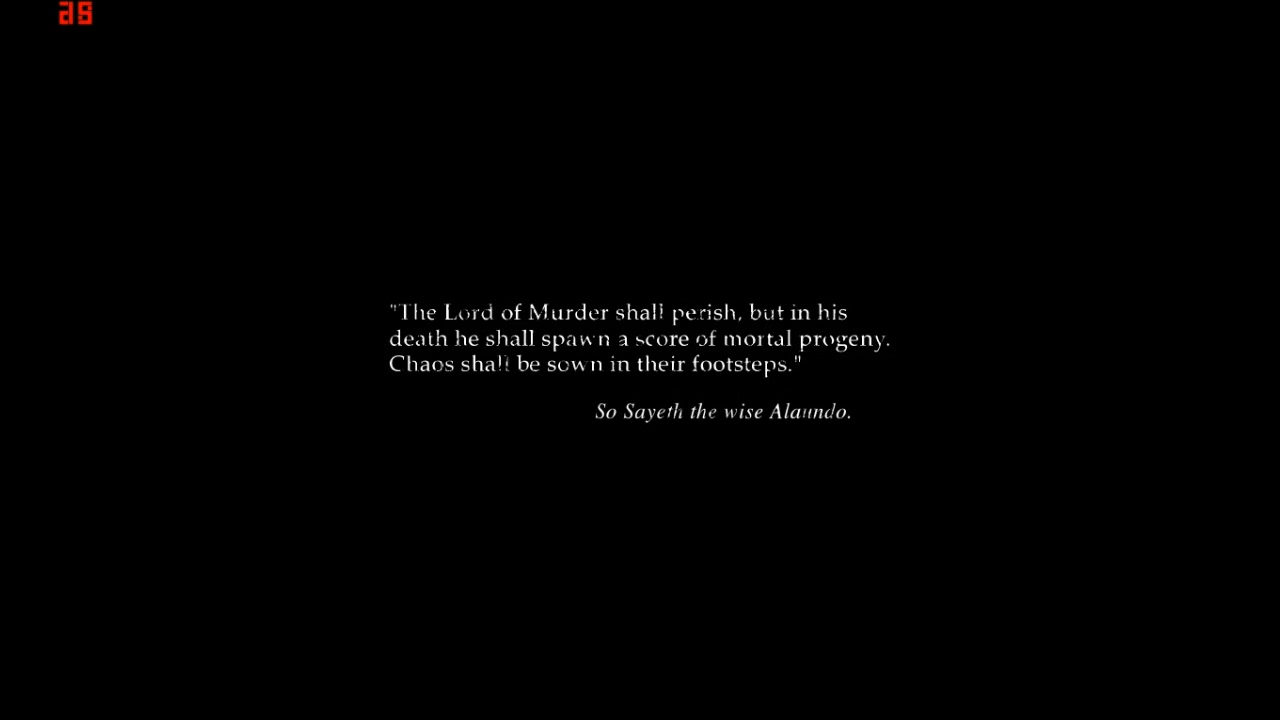 "The Lord of Murder shall perish, but in his
death he shall spawn a score of mortal progeny.
Chaos shall be sown in their footsteps."
So Sayeth the wise Alaundo.